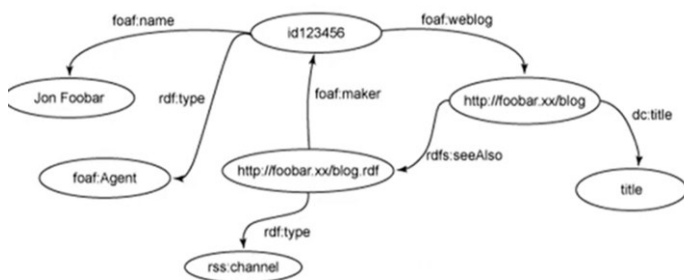 foaf:name
id123456
foaf:weblog
Jon Foobar
rdf:type
foaf:maker
http://foobar.xx/blog
dc:title
rdfs:seeAlso
foaf:Agent
http://foobar.xx/blog.rdf
title
rdf:type
rss:channel